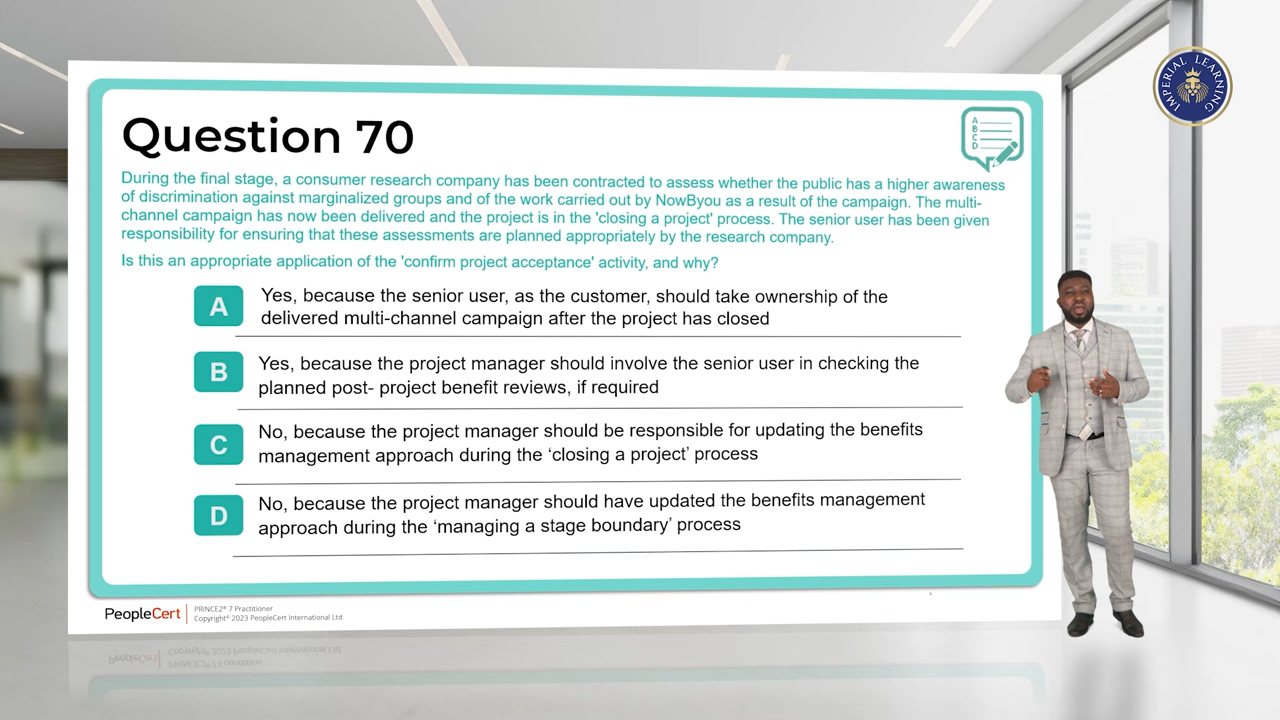 IMPERIAL LEARNING
Question 70
A
B
C
D
During the final stage, a consumer research company has been contracted to assess whether the public has a higher awareness
of discrimination against marginalized groups and of the work carried out by NowByou as a result of the campaign. The multi-
channel campaign has now been delivered and the project is in the 'closing a project' process. The senior user has been given
responsibility for ensuring that these assessments are planned appropriately by the research company.
Is this an appropriate application of the 'confirm project acceptance' activity, and why?
A
Yes, because the senior user, as the customer, should take ownership of the
delivered multi-channel campaign after the project has closed
B
Yes, because the project manager should involve the senior user in checking the
planned post- project benefit reviews, if required
C
No, because the project manager should be responsible for updating the benefits
management approach during the ‘closing a project’ process
D
No, because the project manager should have updated the benefits management
approach during the ‘managing a stage boundary’ process
PeopleCert
PRINCE2® 7 Practitioner
Copyright® 2023 PeopleCert International Ltd
Copyright® 2023 PeopleCert International Ltd
PeopleCert
PRINCE2® 7 Foundation